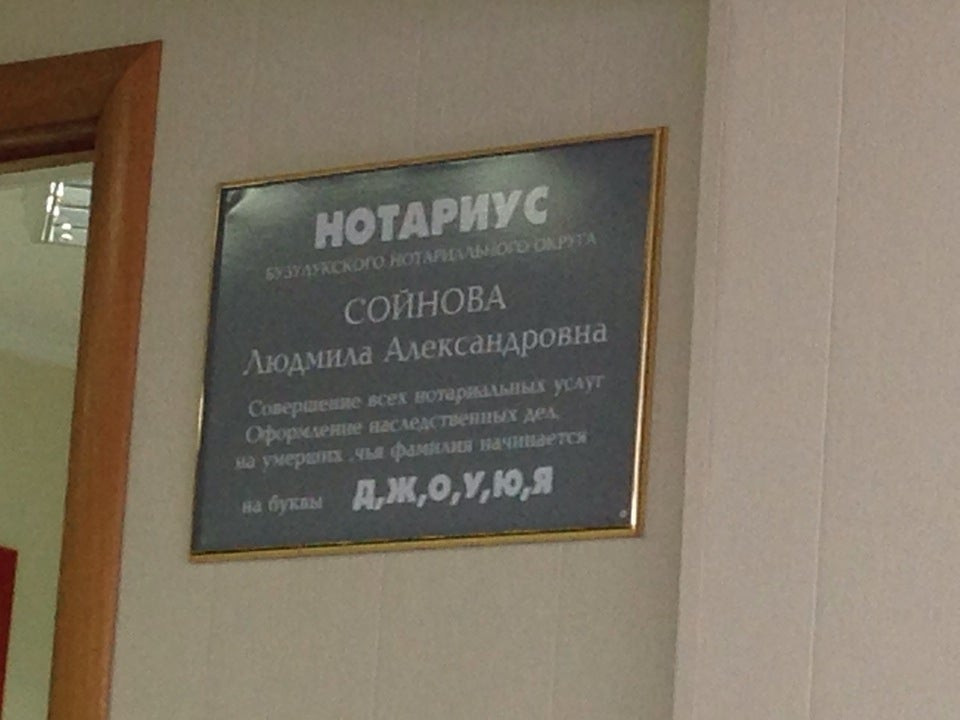 НОТАРИУС
БУЗУЛУКСКОГО НОТАРИАЛЬНОГО ОКРУГА
СОЙНОВА
Людмила Александровна
Совершение всех нотариальных услуг
Оформление наследственных дел,
на умерших ,чья фамилия начинается
на буквы Д,Ж,О,У,Ю,Я